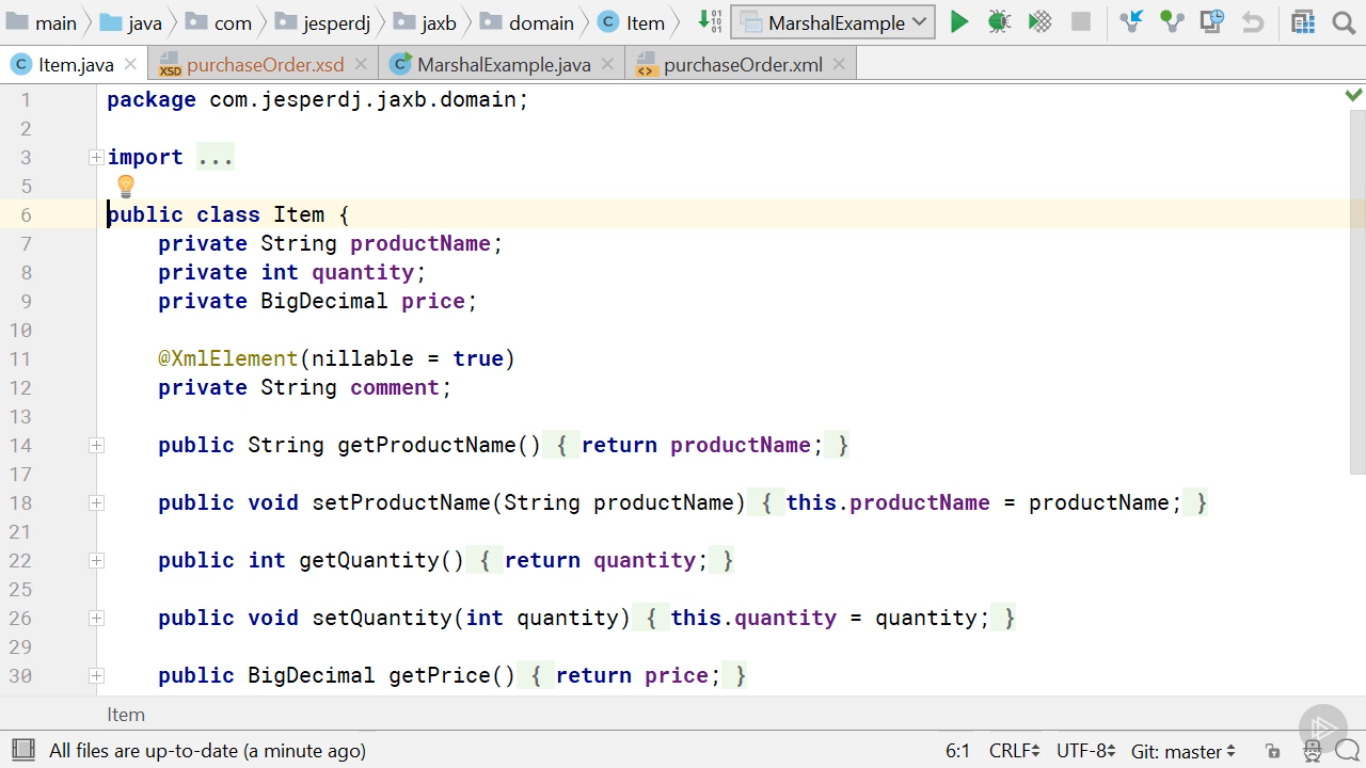 main java com jesperdj jaxb domain Item MarshalExample
Item.java purchaseOrder.xsd MarshalExample.java purchaseOrder.xml
1 package com.jesperdj.jaxb.domain;
2
3 import ...
5
6 public class Item {
7 private String productName;
8 private int quantity;
9 private BigDecimal price;
10
11 @XmlElement(nillable = true)
12 private String comment;
13
14 public String getProductName() { return productName; }
17
18 public void setProductName(String productName) { this.productName = productName; }
21
22 public int getQuantity() { return quantity; }
25
26 public void setQuantity(int quantity) { this.quantity = quantity; }
29
30 public BigDecimal getPrice() { return price; }
Item
All files are up-to-date (a minute ago) 6:1 CRLF UTF-8 Git: master